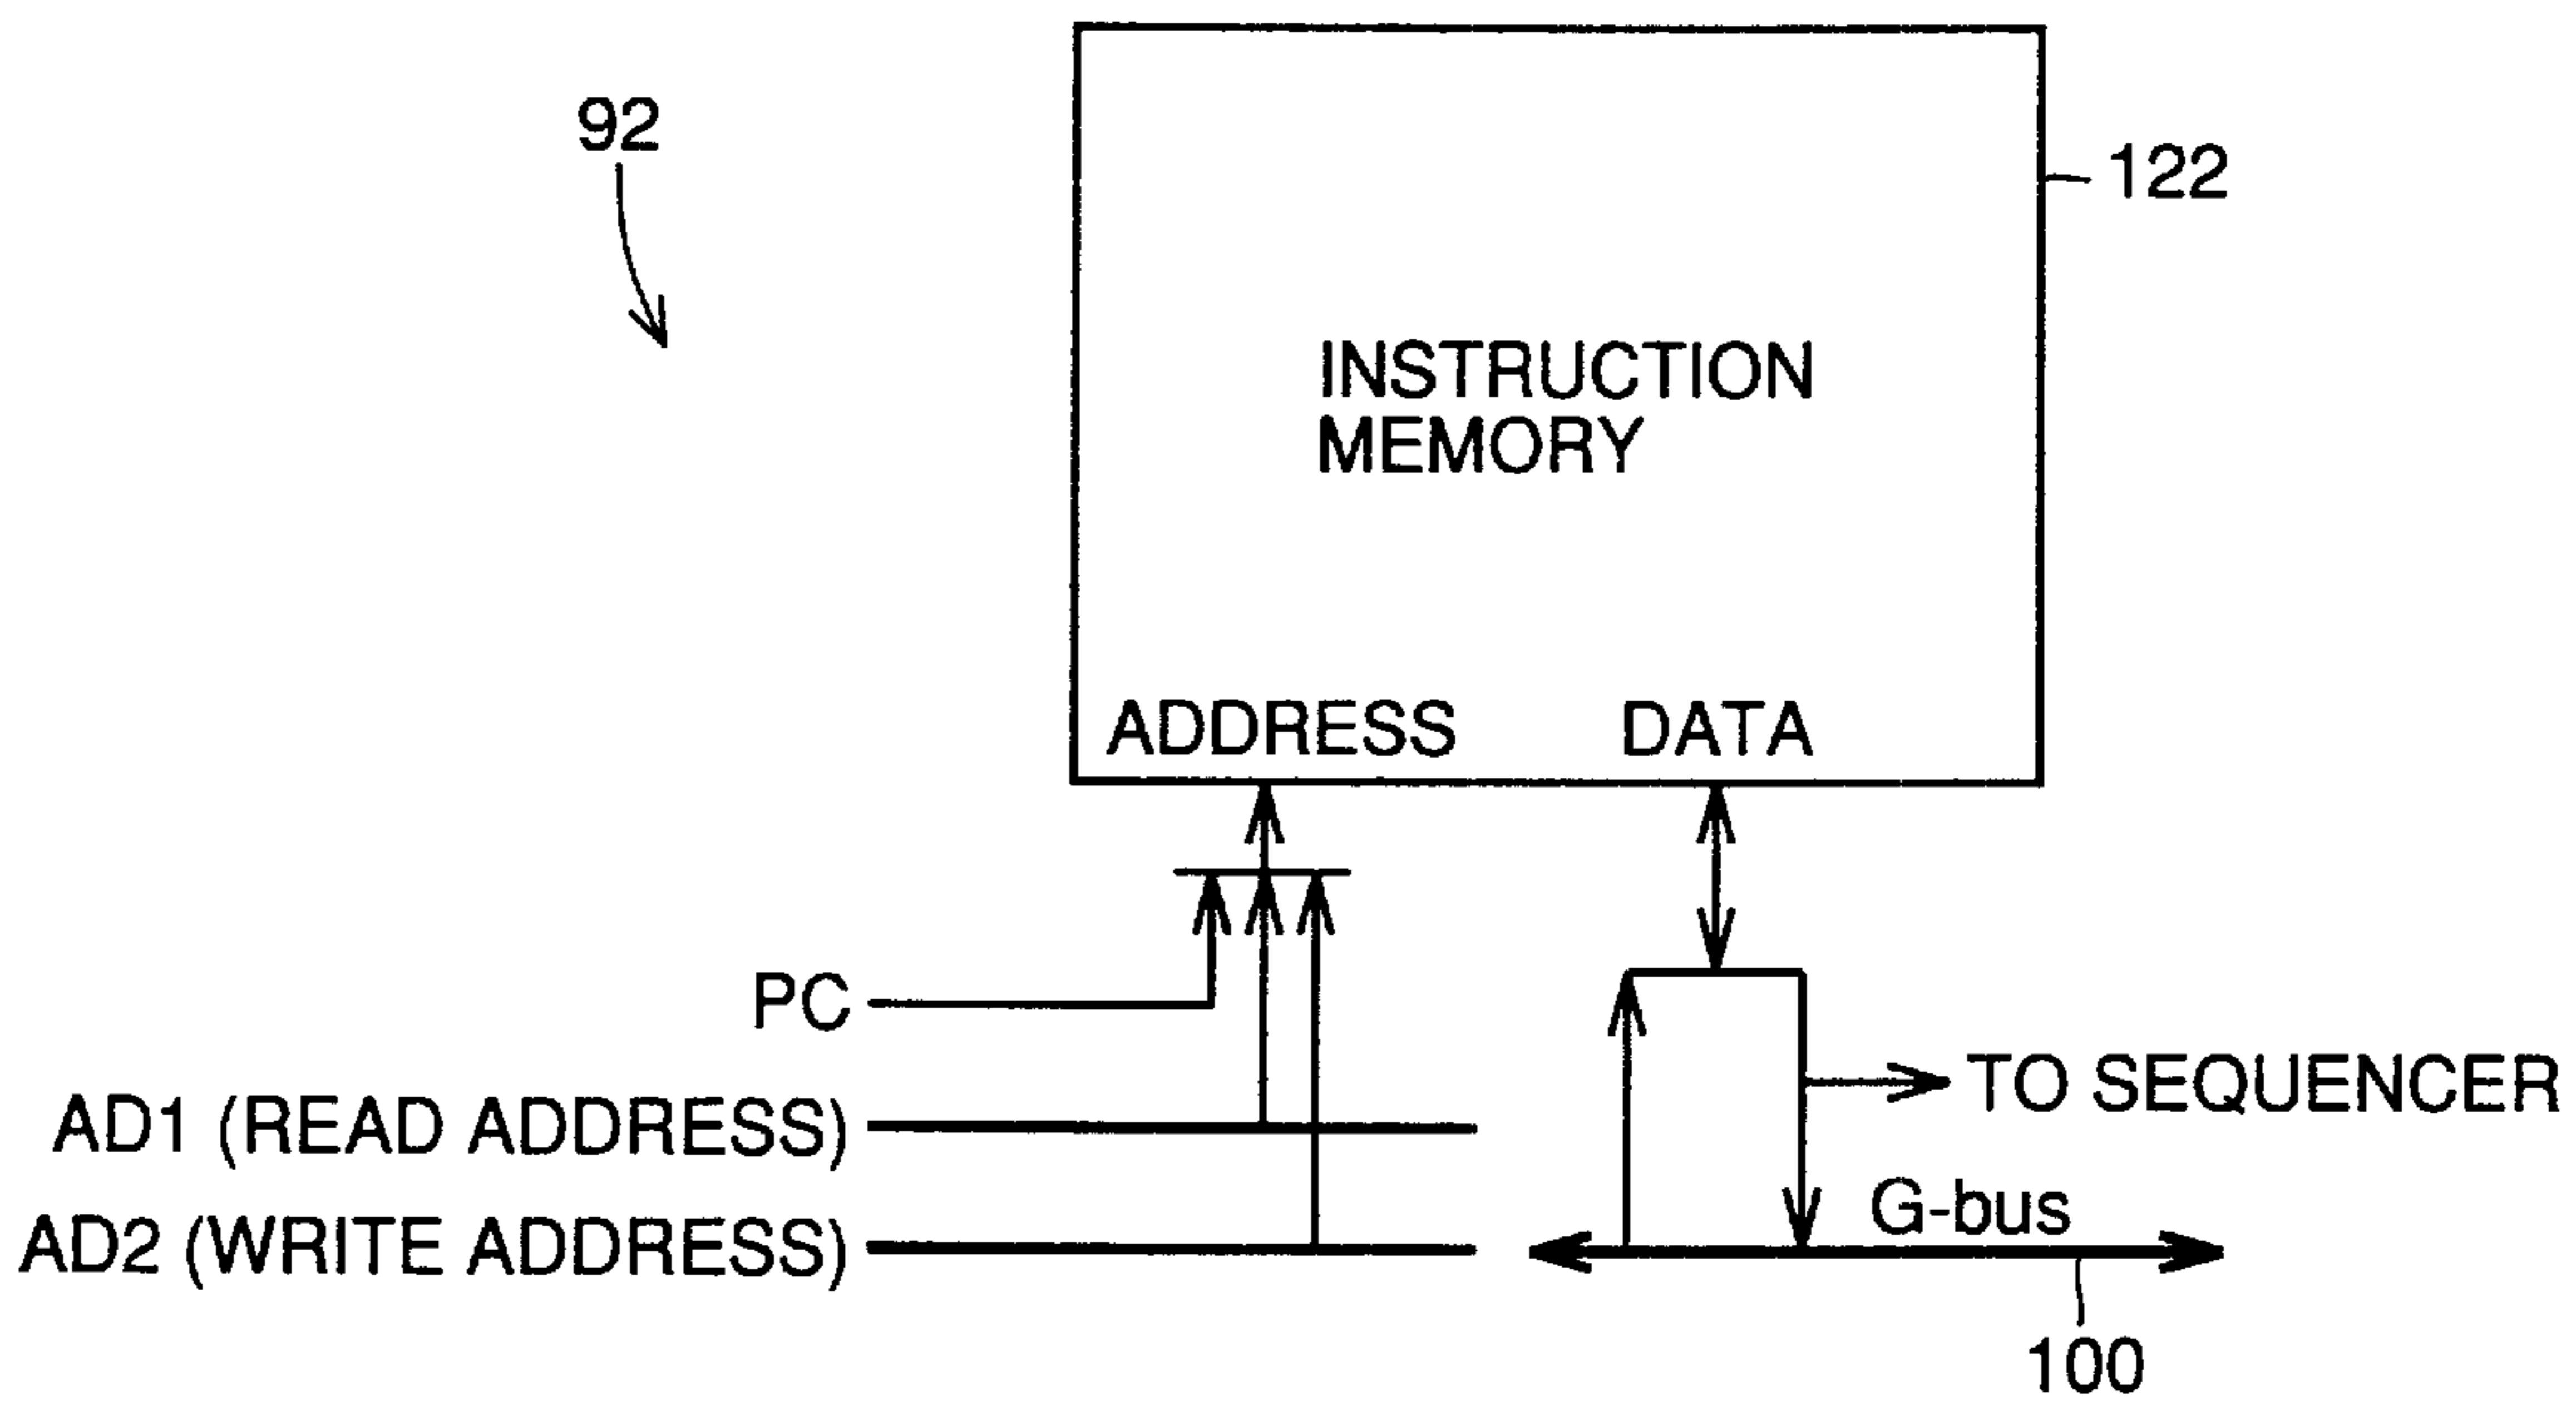 92
122
INSTRUCTION
MEMORY
ADDRESS
DATA
PC
TO SEQUENCER
AD1 (READ ADDRESS)
G-bus
AD2 (WRITE ADDRESS)
100